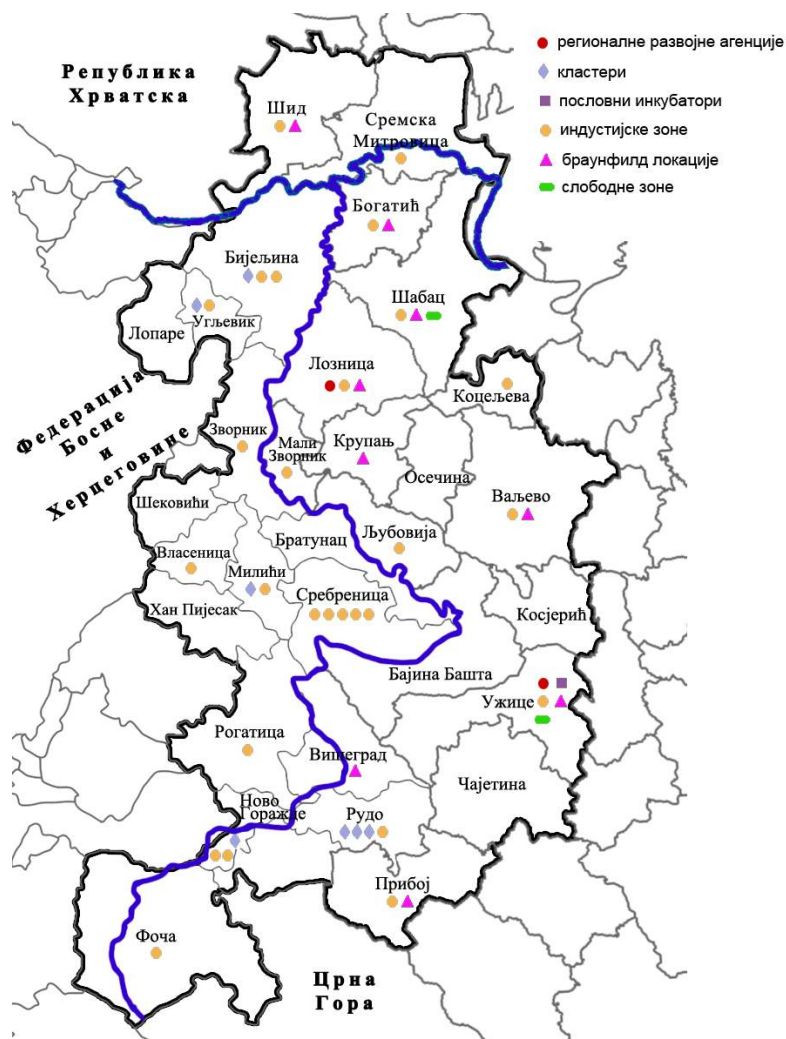 Република
Хрватска
регионалне развојне агенције
кластери
пословни инкубатори
индустијске зоне
браунфилд локације
слободне зоне
Шид
Сремска
Митровица
Богатић
Бијељина
Шабац
Угљевик
Лопаре
Лозница
Коцељева
Федерација
Босне
и
Херцеговине
Зворник
Мали
Зворник
Крупањ
Осечина
Ваљево
Шековићи
Братунац
Љубовија
Власеница
Милићи
Сребреница
Хан Пијесак
Косјерић
Бајина Башта
Ужице
Рогатица
Вишеград
Чајетина
Ново
Горажде
Рудо
Прибој
Фоча
Црна
Гора